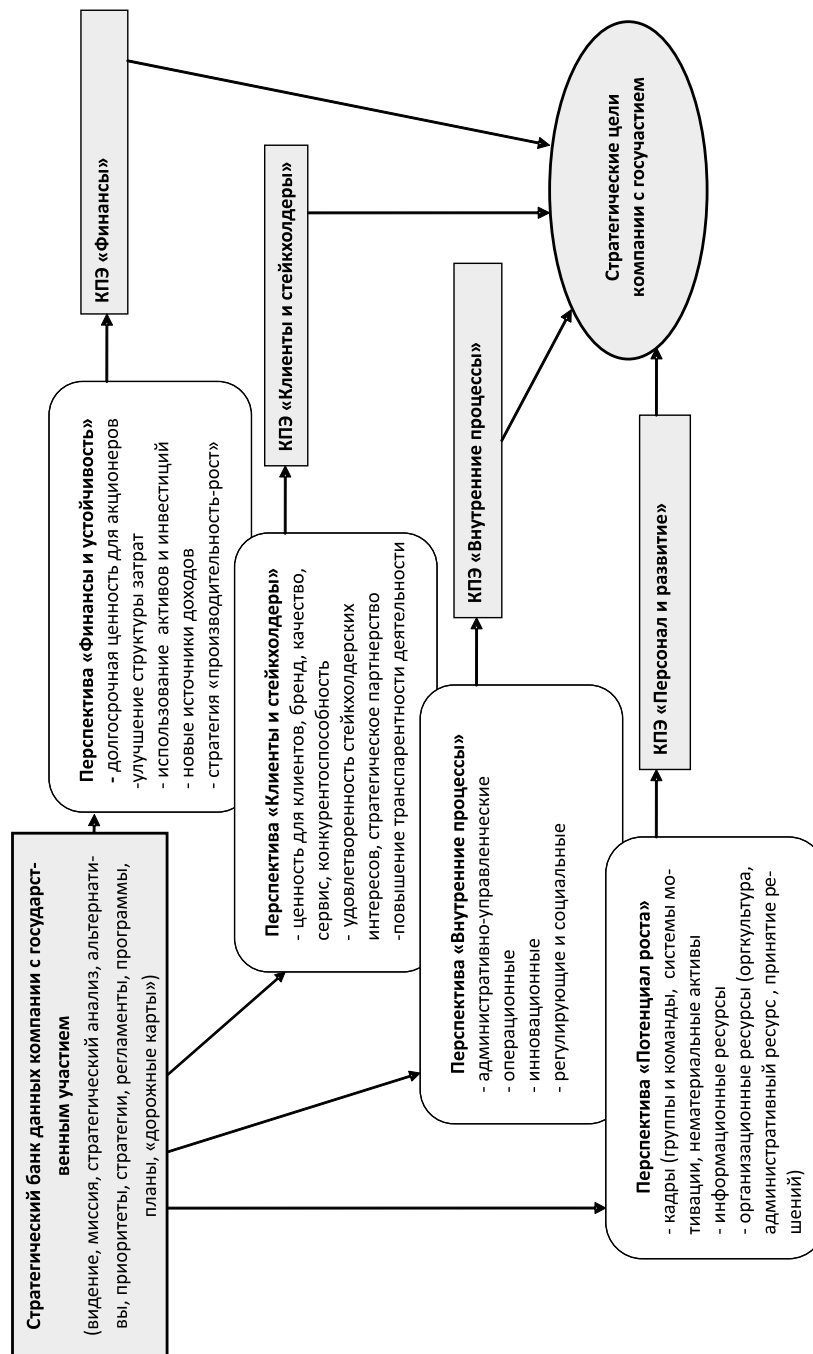 Стратегический банк данных компании с государст-
венным участием
(видение, миссия, стратегический анализ, альтернати-
вы, приоритеты, стратегии, регламенты, программы,
планы, «дорожные карты»)
Перспектива «Финансы и устойчивость»
- долгосрочная ценность для акционеров
-улучшение структуры затрат
- использование активов и инвестиций
- новые источники доходов
- стратегия «производительность-рост»
КПЭ «Финансы»
Перспектива «Клиенты и стейкхолдеры»
- ценность для клиентов, бренд, качество,
сервис, конкурентоспособность
- удовлетворенность стейкхолдерских
интересов, стратегическое партнерство
-повышение транспарентности деятельности
КПЭ «Клиенты и стейкхолдеры»
Перспектива «Внутренние процессы»
- административно-управленческие
- операционные
- инновационные
- регулирующие и социальные
КПЭ «Внутренние процессы»
Перспектива «Потенциал роста»
- кадры (группы и команды, системы мо-
тивации, нематериальные активы
- информационные ресурсы
- организационные ресурсы (оргкультура,
административный ресурс , принятие ре-
шений)
КПЭ «Персонал и развитие»
Стратегические цели
компании с госучастием